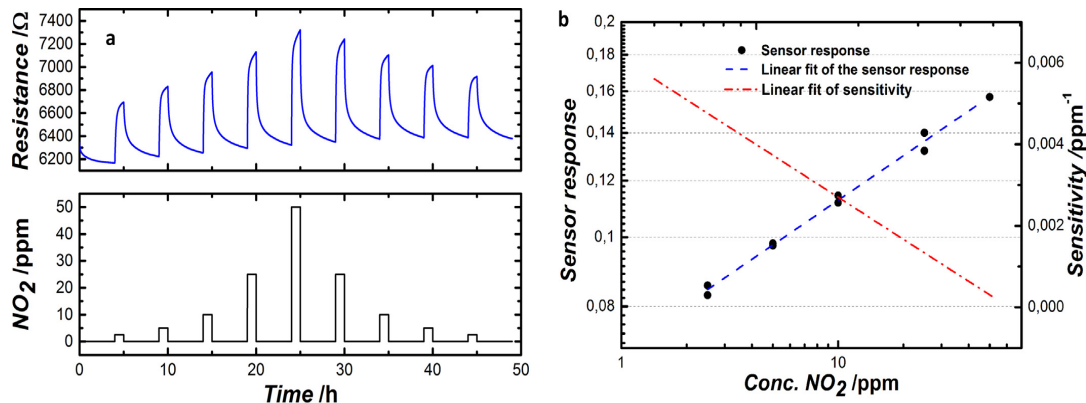 a
Resistance /Ω
7400
7200
7000
6800
6600
6400
6200
NO2 /ppm
50
40
30
20
10
0
0 10 20 30 40 50
Time /h
b
Sensor response
0,2
0,18
0,16
0,14
0,12
0,1
0,08
Sensor response
Linear fit of the sensor response
Linear fit of sensitivity
0,006
0,004
0,002
0,000
Sensitivity /ppm-1
1 10
Conc. NO2 /ppm